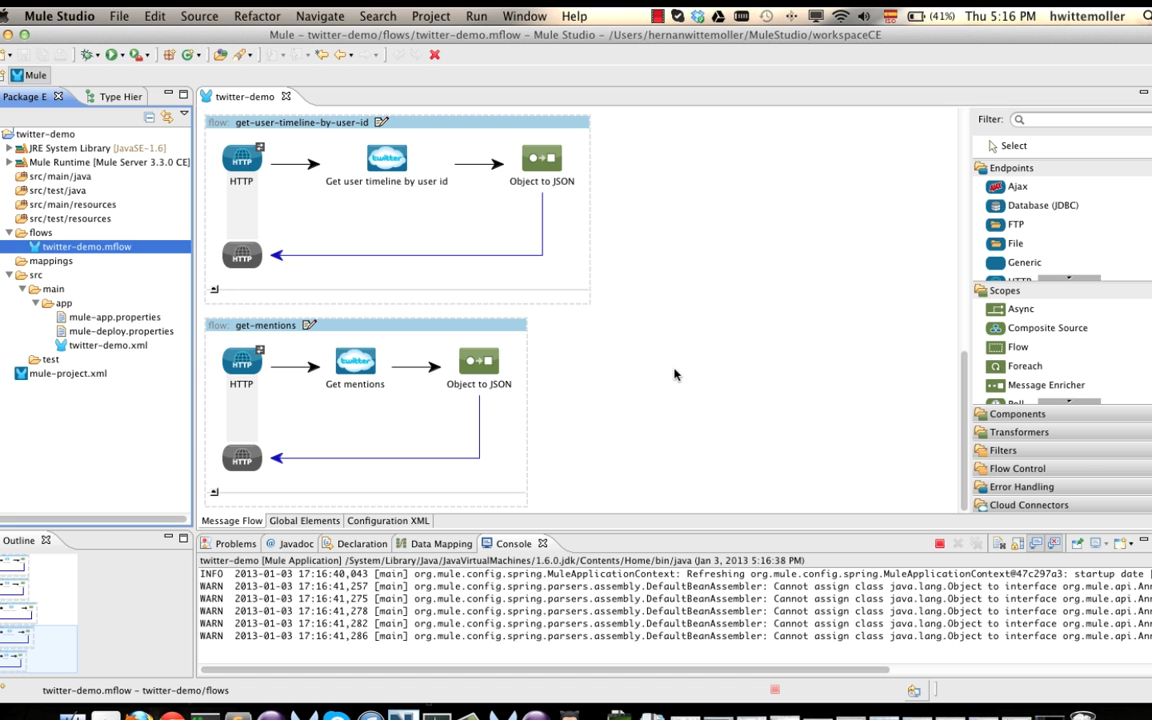 Mule Studio File Edit Source Refactor Navigate Search Project Run Window Help (41%) Thu 5:16 PM hwittemoller
Mule – twitter-demo/flows/twitter-demo.mflow – Mule Studio – /Users/hernanwittemoller/MuleStudio/workspaceCE
Mule
Package E Type Hier
twitter-demo
JRE System Library [JavaSE-1.6]
Mule Runtime [Mule Server 3.3.0 CE]
src/main/java
src/test/java
src/main/resources
src/test/resources
flows
twitter-demo.mflow
mappings
src
main
app
mule-app.properties
mule-deploy.properties
twitter-demo.xml
test
mule-project.xml
Outline
twitter-demo
flow: get-user-timeline-by-user-id
HTTP twitter
HTTP Get user timeline by user id Object to JSON
HTTP
flow: get-mentions
HTTP twitter
HTTP Get mentions Object to JSON
HTTP
Message Flow Global Elements Configuration XML
Filter:
Select
Endpoints
Ajax
Database (JDBC)
FTP
File
Generic
HTTP
Scopes
Async
Composite Source
Flow
Foreach
Message Enricher
Poll
Components
Transformers
Filters
Flow Control
Error Handling
Cloud Connectors
Problems Javadoc Declaration Data Mapping Console
twitter-demo [Mule Application] /System/Library/Java/JavaVirtualMachines/1.6.0.jdk/Contents/Home/bin/java (Jan 3, 2013 5:16:38 PM)
INFO 2013-01-03 17:16:40,043 [main] org.mule.config.spring.MuleApplicationContext: Refreshing org.mule.config.spring.MuleApplicationContext@47c297a3: startup date [
WARN 2013-01-03 17:16:41,257 [main] org.mule.config.spring.parsers.assembly.DefaultBeanAssembler: Cannot assign class java.lang.Object to interface org.mule.api.Ann
WARN 2013-01-03 17:16:41,275 [main] org.mule.config.spring.parsers.assembly.DefaultBeanAssembler: Cannot assign class java.lang.Object to interface org.mule.api.Ann
WARN 2013-01-03 17:16:41,278 [main] org.mule.config.spring.parsers.assembly.DefaultBeanAssembler: Cannot assign class java.lang.Object to interface org.mule.api.Ann
WARN 2013-01-03 17:16:41,282 [main] org.mule.config.spring.parsers.assembly.DefaultBeanAssembler: Cannot assign class java.lang.Object to interface org.mule.api.Ann
WARN 2013-01-03 17:16:41,286 [main] org.mule.config.spring.parsers.assembly.DefaultBeanAssembler: Cannot assign class java.lang.Object to interface org.mule.api.Ann
twitter-demo.mflow – twitter-demo/flows